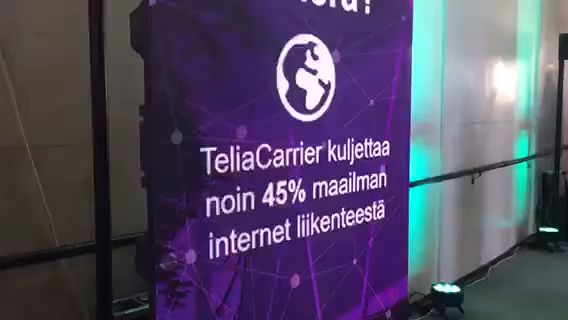 TeliaCarrier kuljettaa
noin 45% maailman
internet liikenteestä